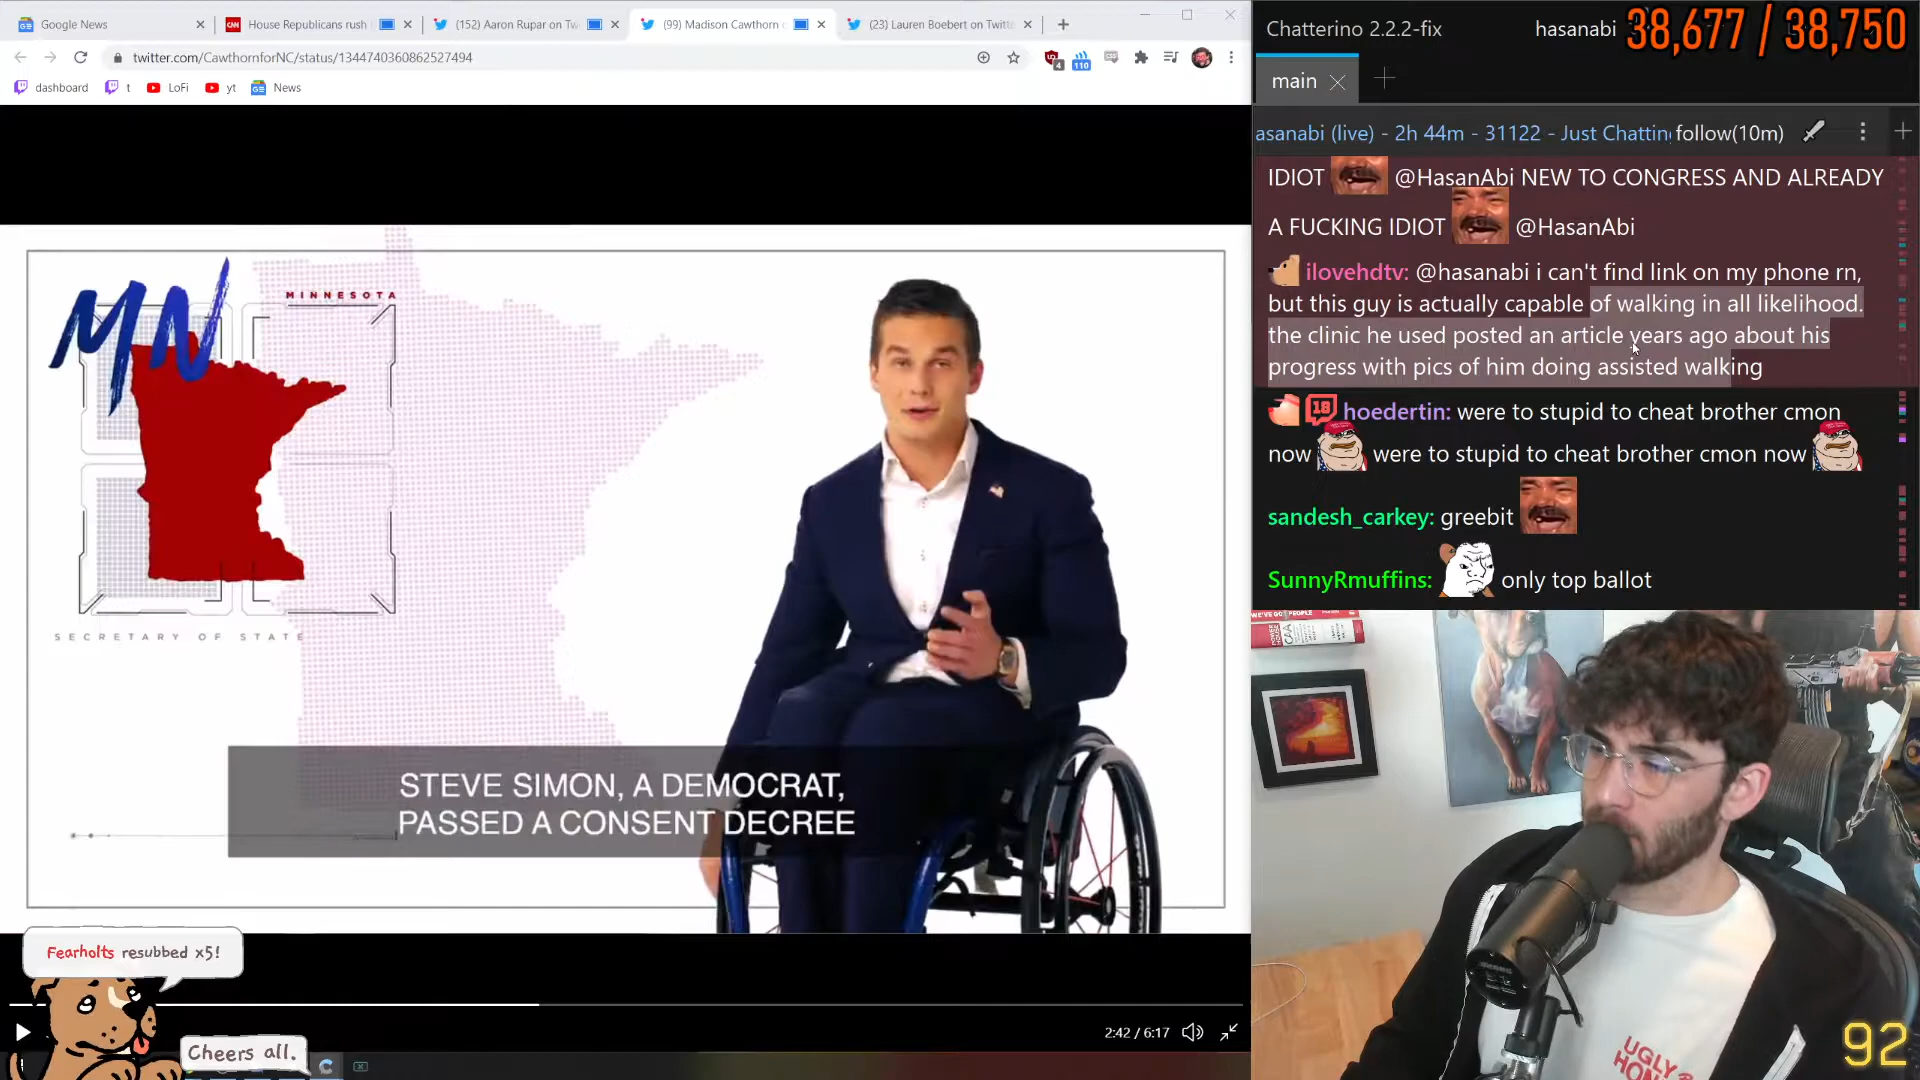 Google News
House Republicans rush
(152) Aaron Rupar on Tw
(99) Madison Cawthorn
(23) Lauren Boebert on Twitte
twitter.com/CawthornforNC/status/1344740360862527494
4
110
dashboard
t
LoFi
yt
News
MN
MINNESOTA
SECRETARY OF STATE
STEVE SIMON, A DEMOCRAT,
PASSED A CONSENT DECREE
Fearholts resubbed x5!
Cheers all.
2:42 / 6:17
Chatterino 2.2.2-fix
hasanabi
38,677 / 38,750
main
asanabi (live) - 2h 44m - 31122 - Just Chattin
follow(10m)
IDIOT @HasanAbi NEW TO CONGRESS AND ALREADY
A FUCKING IDIOT @HasanAbi
ilovehdtv: @hasanabi i can't find link on my phone rn,
but this guy is actually capable of walking in all likelihood.
the clinic he used posted an article years ago about his
progress with pics of him doing assisted walking
18 hoedertin: were to stupid to cheat brother cmon
now were to stupid to cheat brother cmon now
sandesh_carkey: greebit
SunnyRmuffins: only top ballot
UGLY
92